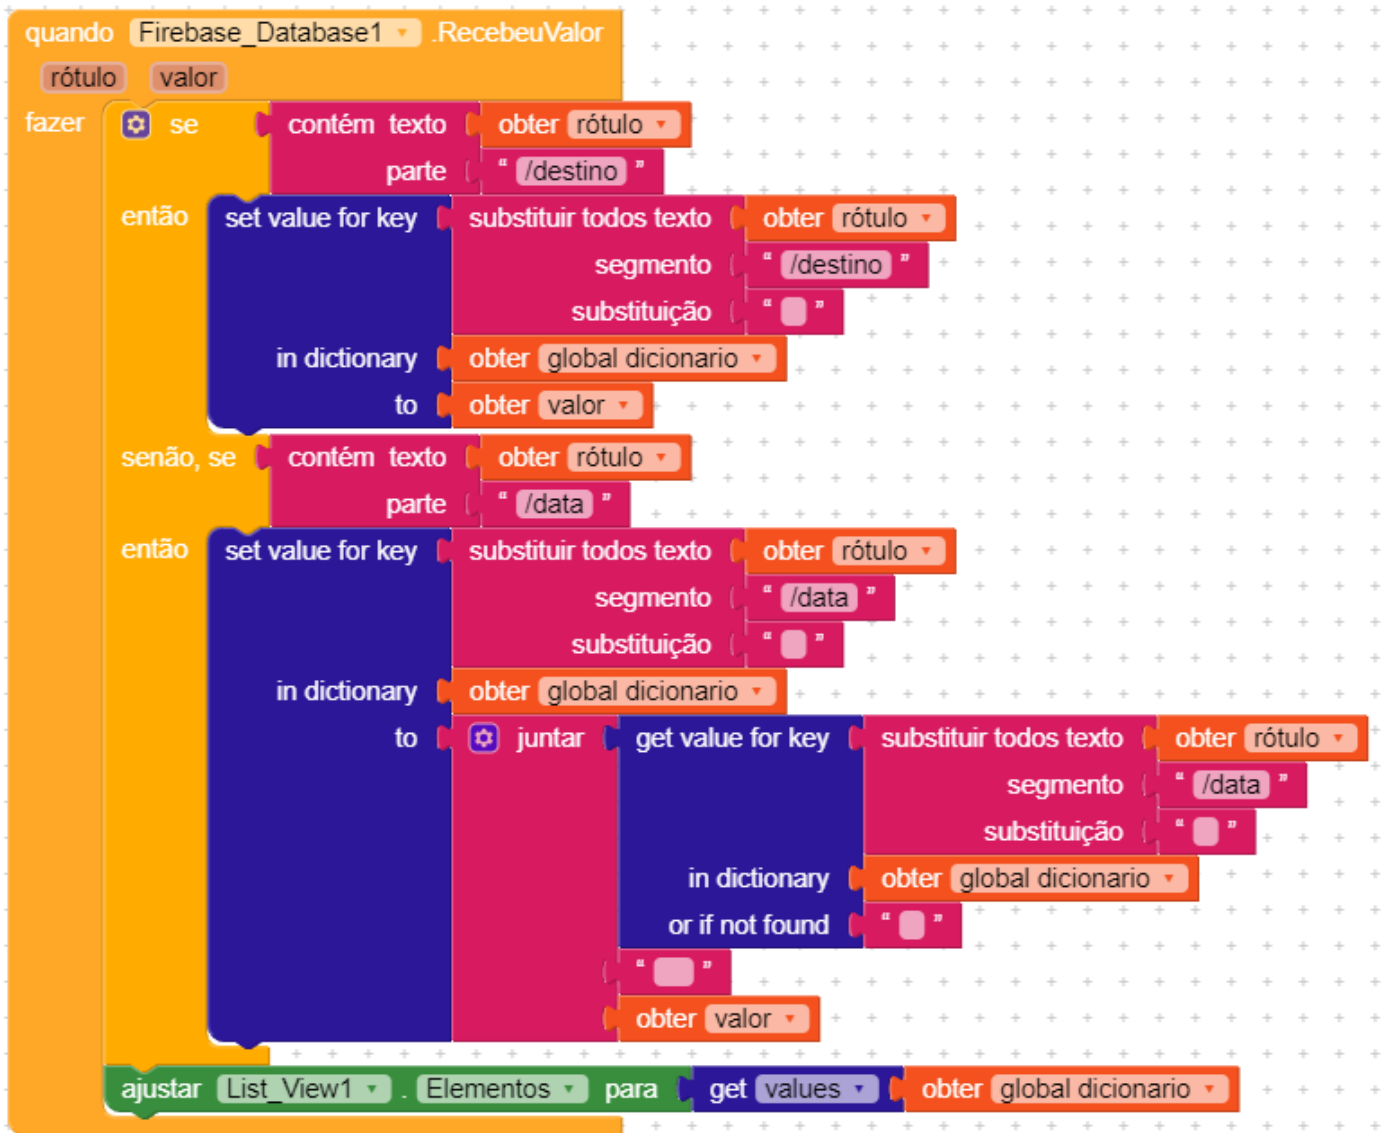 quando Firebase_Database1 .RecebeuValor
rótulo valor
fazer se contém texto obter rótulo
parte “ /destino ”
então set value for key substituir todos texto obter rótulo
segmento “ /destino ”
substituição “ ”
in dictionary obter global dicionario
to obter valor
senão, se contém texto obter rótulo
parte “ /data ”
então set value for key substituir todos texto obter rótulo
segmento “ /data ”
substituição “ ”
in dictionary obter global dicionario
to juntar get value for key substituir todos texto obter rótulo
segmento “ /data ”
substituição “ ”
in dictionary obter global dicionario
or if not found “ ”
“ ”
obter valor
ajustar List_View1 . Elementos para get values obter global dicionario